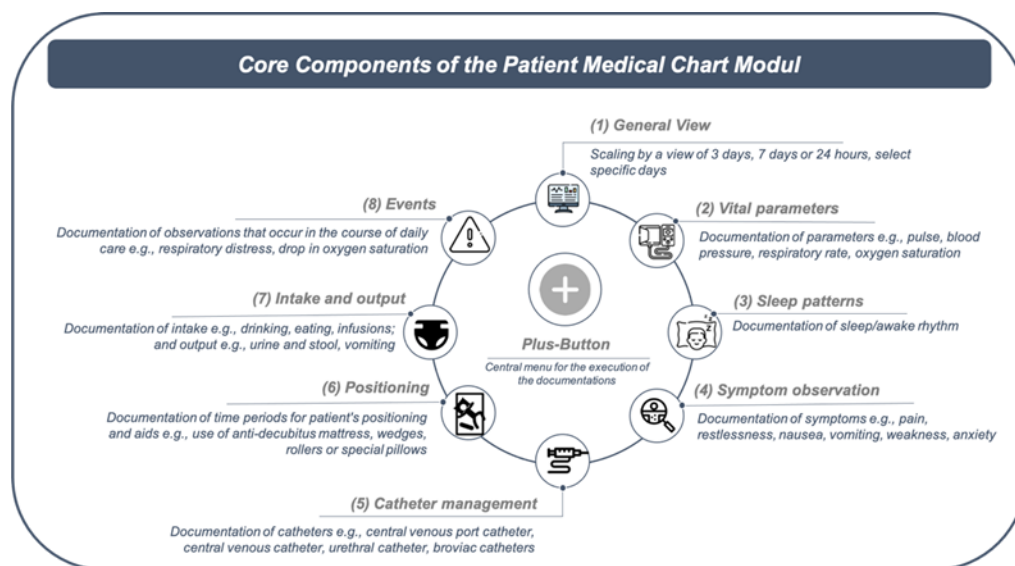 Core Components of the Patient Medical Chart Modul
(1) General View
Scaling by a view of 3 days, 7 days or 24 hours, select
specific days
(2) Vital parameters
Documentation of parameters e.g., pulse, blood
pressure, respiratory rate, oxygen saturation
(3) Sleep patterns
Documentation of sleep/awake rhythm
(4) Symptom observation
Documentation of symptoms e.g., pain,
restlessness, nausea, vomiting, weakness, anxiety
(5) Catheter management
Documentation of catheters e.g., central venous port catheter,
central venous catheter, urethral catheter, broviac catheters
(6) Positioning
Documentation of time periods for patient's positioning
and aids e.g., use of anti-decubitus mattress, wedges,
rollers or special pillows
(7) Intake and output
Documentation of intake e.g., drinking, eating, infusions;
and output e.g., urine and stool, vomiting
(8) Events
Documentation of observations that occur in the course of daily
care e.g., respiratory distress, drop in oxygen saturation
Plus-Button
Central menu for the execution of
the documentations